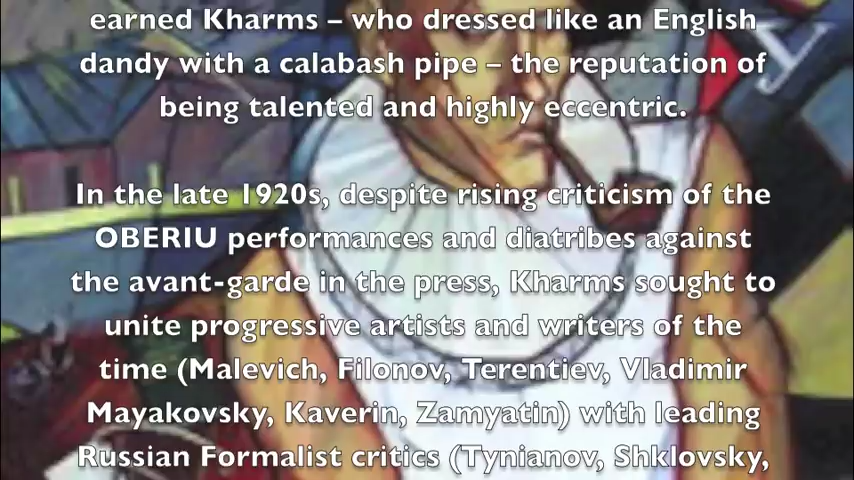 earned Kharms – who dressed like an English
dandy with a calabash pipe – the reputation of
being talented and highly eccentric.
In the late 1920s, despite rising criticism of the
OBERIU performances and diatribes against
the avant-garde in the press, Kharms sought to
unite progressive artists and writers of the
time (Malevich, Filonov, Terentiev, Vladimir
Mayakovsky, Kaverin, Zamyatin) with leading
Russian Formalist critics (Tynianov, Shklovsky,
У